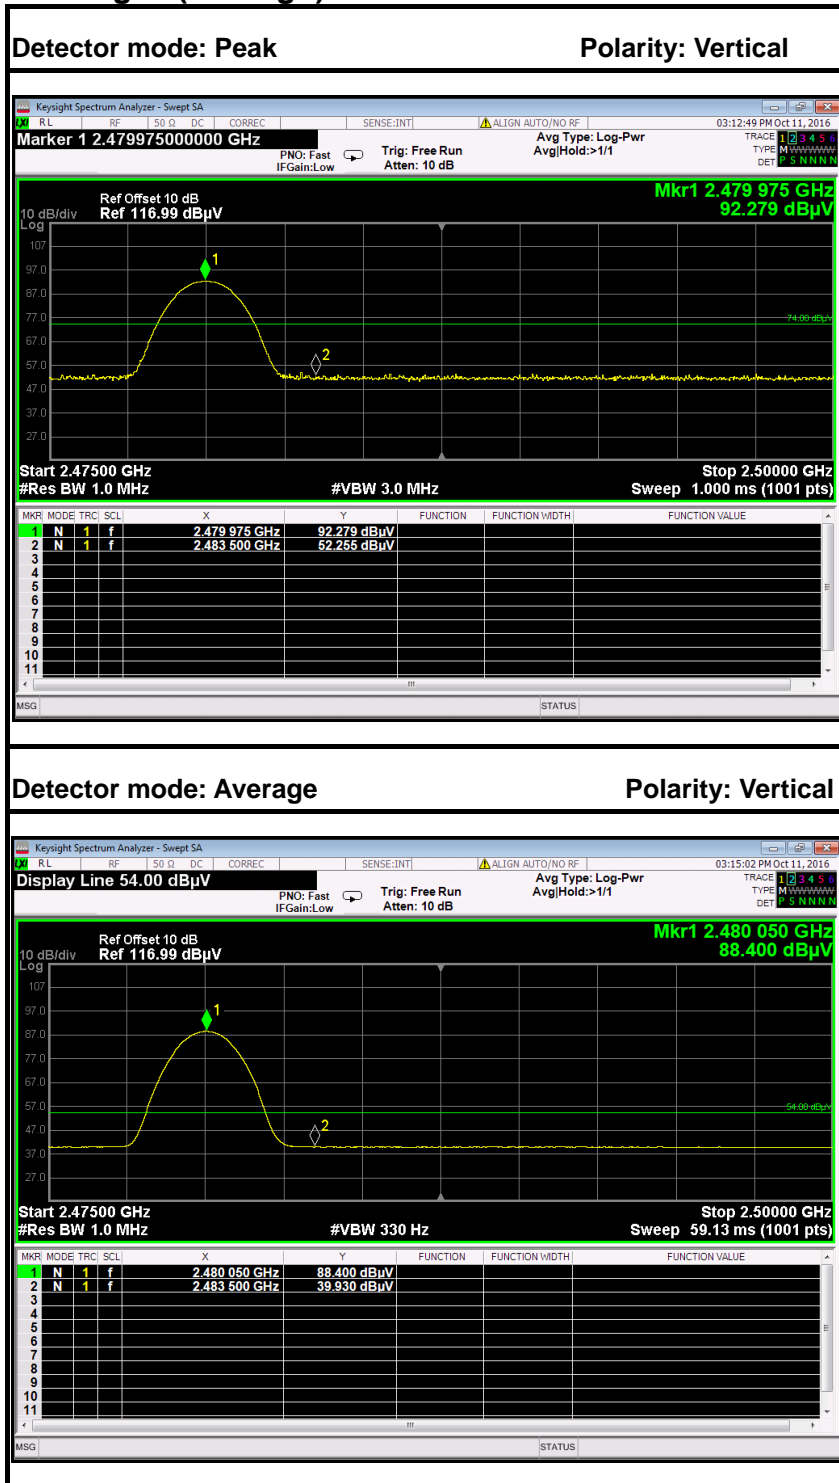 Detector mode: Peak Polarity: Vertical
Keysight Spectrum Analyzer - Swept SA
LXI RL RF 50 Ω DC CORREC SENSE:INT ALIGN AUTO/NO RF 03:12:49 PM Oct 11, 2016
Marker 1 2.479975000000 GHz
PNO: Fast
IFGain:Low
Trig: Free Run
Atten: 10 dB
Avg Type: Log-Pwr
Avg|Hold:>1/1
TRACE 1 2 3 4 5 6
TYPE M W W W W W
DET P S N N N N
Mkr1 2.479 975 GHz
92.279 dBµV
Ref Offset 10 dB
10 dB/div Ref 116.99 dBµV
Log
107
97.0
87.0
77.0
67.0
57.0
47.0
37.0
27.0
1
2
74.00 dBµV
Start 2.47500 GHz Stop 2.50000 GHz
#Res BW 1.0 MHz #VBW 3.0 MHz Sweep 1.000 ms (1001 pts)
MKR MODE TRC SCL X Y FUNCTION FUNCTION WIDTH FUNCTION VALUE
1 N 1 f 2.479 975 GHz 92.279 dBµV
2 N 1 f 2.483 500 GHz 52.255 dBµV
3
4
5
6
7
8
9
10
11
MSG STATUS
Detector mode: Average Polarity: Vertical
Keysight Spectrum Analyzer - Swept SA
LXI RL RF 50 Ω DC CORREC SENSE:INT ALIGN AUTO/NO RF 03:15:02 PM Oct 11, 2016
Display Line 54.00 dBµV
PNO: Fast
IFGain:Low
Trig: Free Run
Atten: 10 dB
Avg Type: Log-Pwr
Avg|Hold:>1/1
TRACE 1 2 3 4 5 6
TYPE M W W W W W
DET P S N N N N
Mkr1 2.480 050 GHz
88.400 dBµV
Ref Offset 10 dB
10 dB/div Ref 116.99 dBµV
Log
107
97.0
87.0
77.0
67.0
57.0
47.0
37.0
27.0
1
2
54.00 dBµV
Start 2.47500 GHz Stop 2.50000 GHz
#Res BW 1.0 MHz #VBW 330 Hz Sweep 59.13 ms (1001 pts)
MKR MODE TRC SCL X Y FUNCTION FUNCTION WIDTH FUNCTION VALUE
1 N 1 f 2.480 050 GHz 88.400 dBµV
2 N 1 f 2.483 500 GHz 39.930 dBµV
3
4
5
6
7
8
9
10
11
MSG STATUS